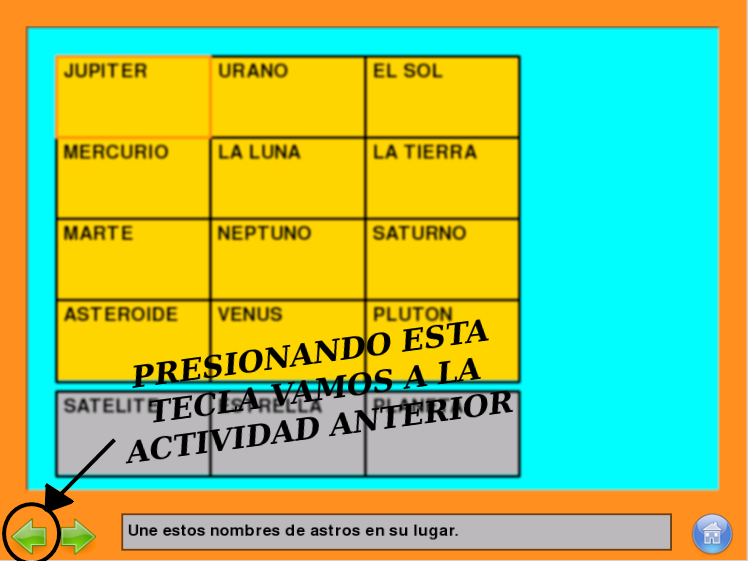 JUPITER URANO EL SOL
MERCURIO LA LUNA LA TIERRA
MARTE NEPTUNO SATURNO
ASTEROIDE VENUS PLUTON
PRESIONANDO ESTA
TECLA VAMOS A LA
ACTIVIDAD ANTERIOR
SATELITE ESTRELLA PLANETA
Une estos nombres de astros en su lugar.